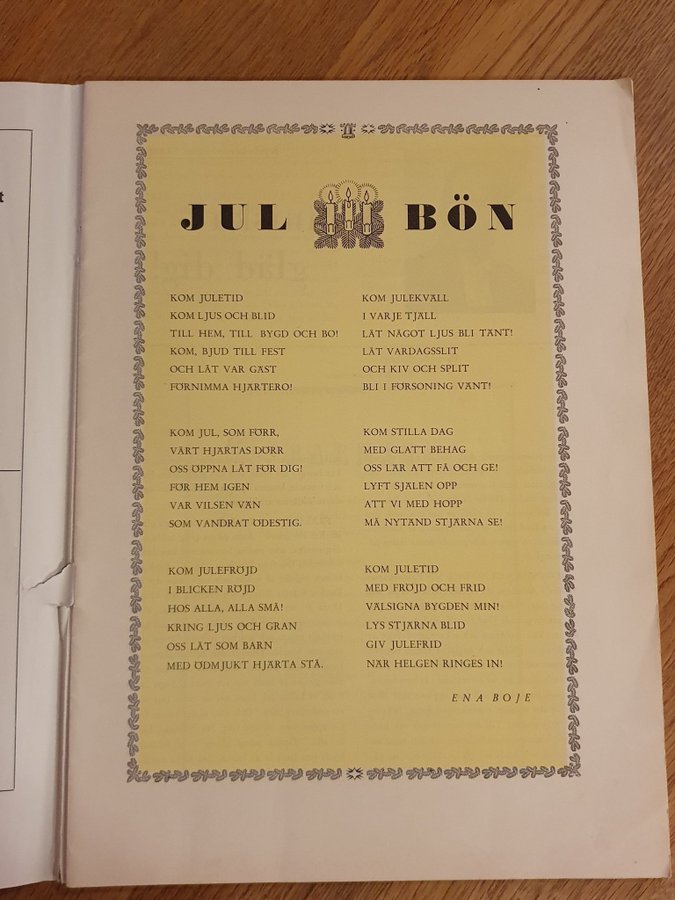 t
JUL BÖN
KOM JULETID
KOM LJUS OCH BLID
TILL HEM, TILL BYGD OCH BO!
KOM, BJUD TILL FEST
OCH LÅT VAR GÄST
FÖRNIMMA HJÄRTERO!
KOM JUL, SOM FÖRR,
VÅRT HJÄRTAS DÖRR
OSS ÖPPNA LÅT FÖR DIG!
FÖR HEM IGEN
VAR VILSEN VÄN
SOM VANDRAT ÖDESTIG.
KOM JULEFRÖJD
I BLICKEN RÖJD
HOS ALLA, ALLA SMÅ!
KRING LJUS OCH GRAN
OSS LÅT SOM BARN
MED ÖDMJUKT HJÄRTA STÅ.
KOM JULEKVÄLL
I VARJE TJÄLL
LÅT NÅGOT LJUS BLI TÄNT!
LÅT VARDAGSSLIT
OCH KIV OCH SPLIT
BLI I FÖRSONING VÄNT!
KOM STILLA DAG
MED GLATT BEHAG
OSS LÄR ATT FÅ OCH GE!
LYFT SJÄLEN OPP
ATT VI MED HOPP
MÅ NYTÄND STJÄRNA SE!
KOM JULETID
MED FRÖJD OCH FRID
VÄLSIGNA BYGDEN MIN!
LYS STJÄRNA BLID
GIV JULEFRID
NÄR HELGEN RINGES IN!
ENA BOJE